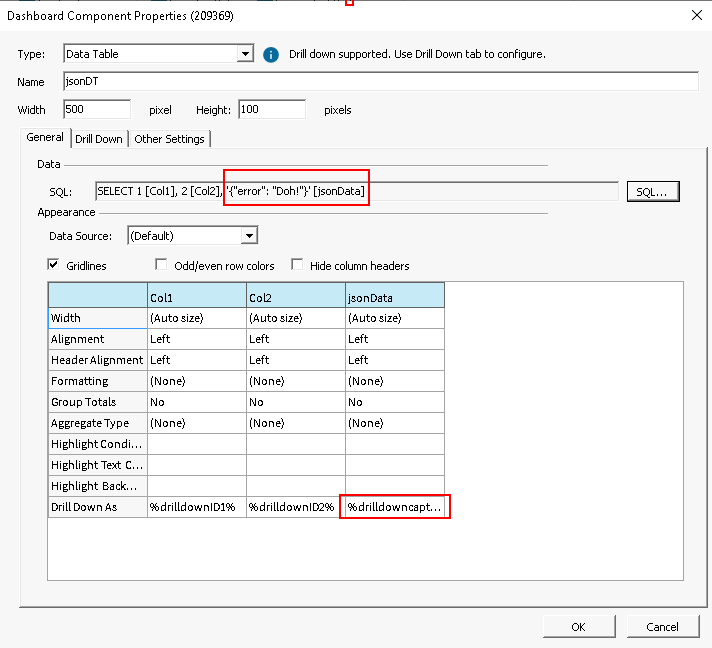 Dashboard Component Properties (209369)
Type: Data Table Drill down supported. Use Drill Down tab to configure.
Name jsonDT
Width 500 pixel Height: 100 pixels
General Drill Down Other Settings
Data
SQL: SELECT 1 [Col1], 2 [Col2], '{"error": "Doh!"}' [jsonData] SQL...
Appearance
Data Source: (Default)
Gridlines Odd/even row colors Hide column headers
Col1 Col2 jsonData
Width (Auto size) (Auto size) (Auto size)
Alignment Left Left Left
Header Alignment Left Left Left
Formatting (None) (None) (None)
Group Totals No No No
Aggregate Type (None) (None) (None)
Highlight Condi...
Highlight Text C...
Highlight Back...
Drill Down As %drilldownID1% %drilldownID2% %drilldowncapt...
OK Cancel